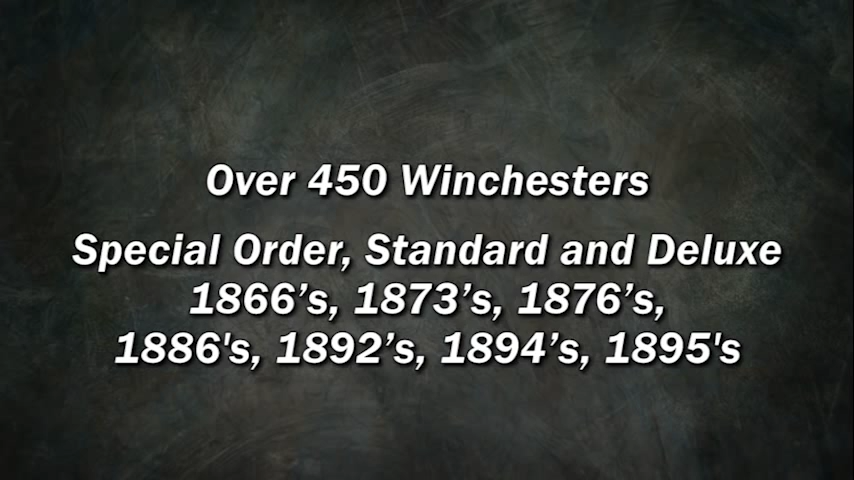 Over 450 Winchesters
Special Order, Standard and Deluxe
1866’s, 1873’s, 1876’s,
1886's, 1892’s, 1894’s, 1895's